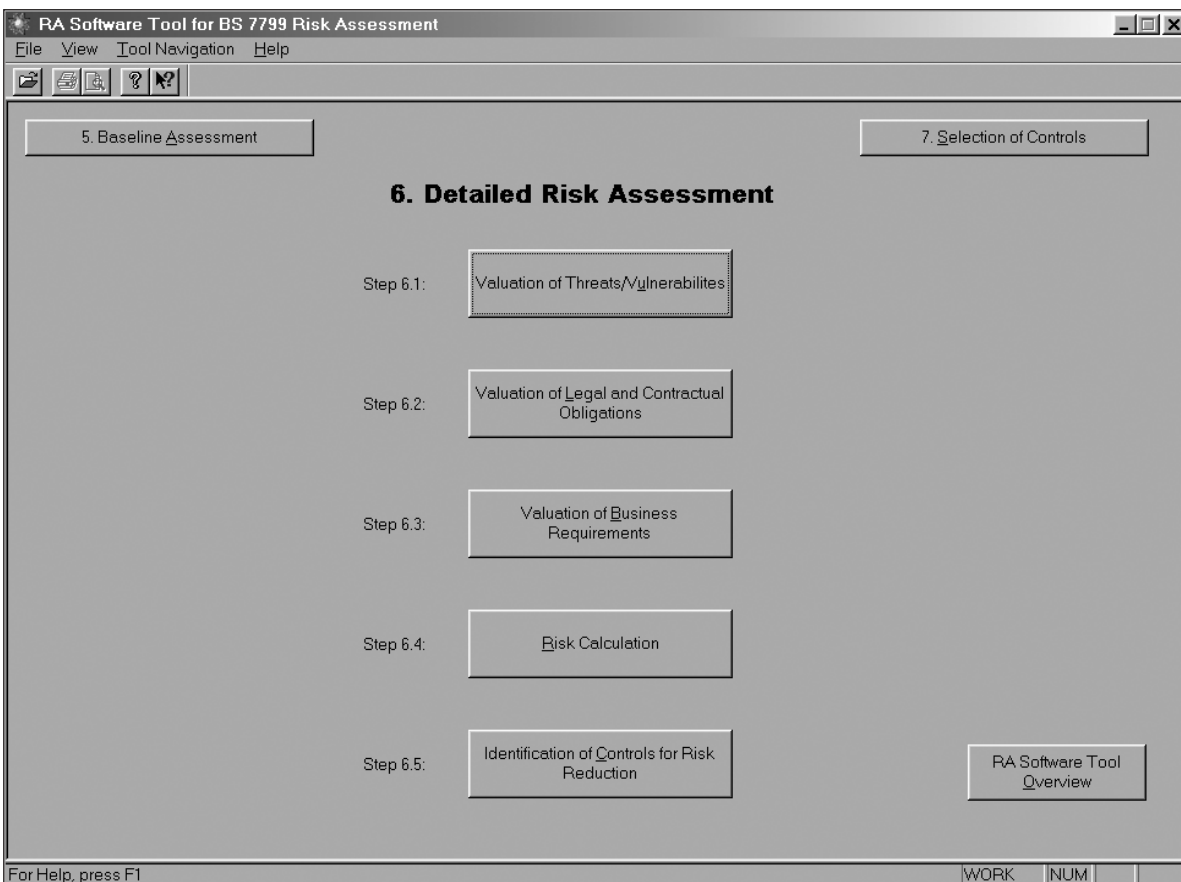 RA Software Tool for BS 7799 Risk Assessment
File View Tool Navigation Help
5. Baseline Assessment
7. Selection of Controls
6. Detailed Risk Assessment
Step 6.1:
Valuation of Threats/Vulnerabilites
Step 6.2:
Valuation of Legal and Contractual
Obligations
Step 6.3:
Valuation of Business
Requirements
Step 6.4:
Risk Calculation
Step 6.5:
Identification of Controls for Risk
Reduction
RA Software Tool
Overview
For Help, press F1
WORK NUM